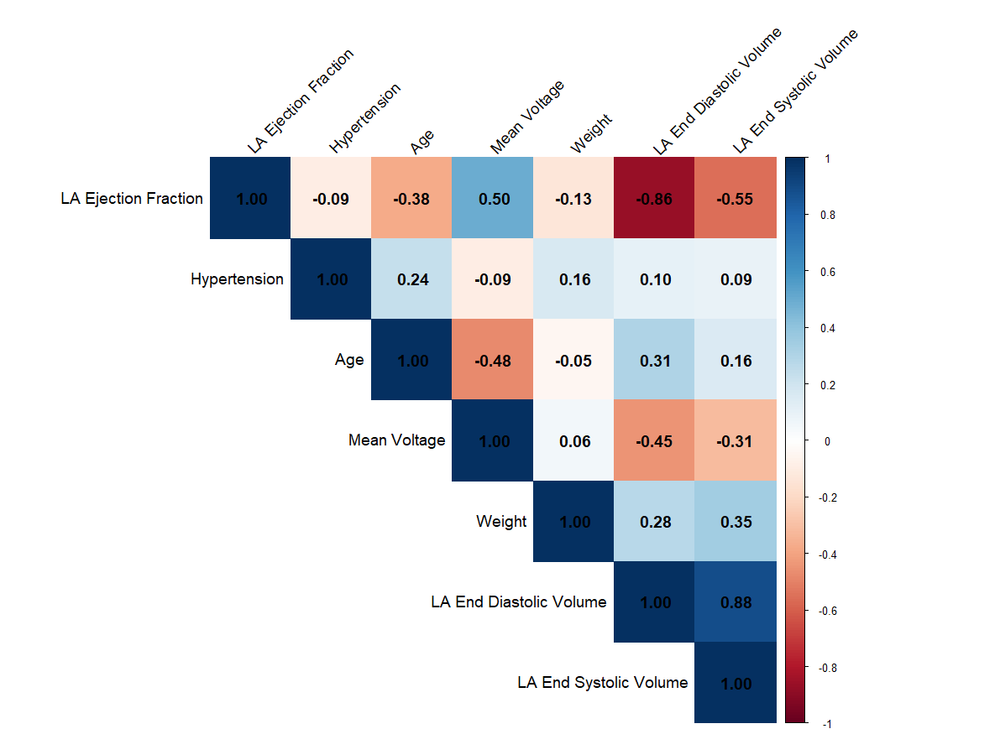 LA Ejection Fraction
Hypertension
Age
Mean Voltage
Weight
LA End Diastolic Volume
LA End Systolic Volume
LA Ejection Fraction 1.00 -0.09 -0.38 0.50 -0.13 -0.86 -0.55
Hypertension 1.00 0.24 -0.09 0.16 0.10 0.09
Age 1.00 -0.48 -0.05 0.31 0.16
Mean Voltage 1.00 0.06 -0.45 -0.31
Weight 1.00 0.28 0.35
LA End Diastolic Volume 1.00 0.88
LA End Systolic Volume 1.00
1
0.8
0.6
0.4
0.2
0
-0.2
-0.4
-0.6
-0.8
-1